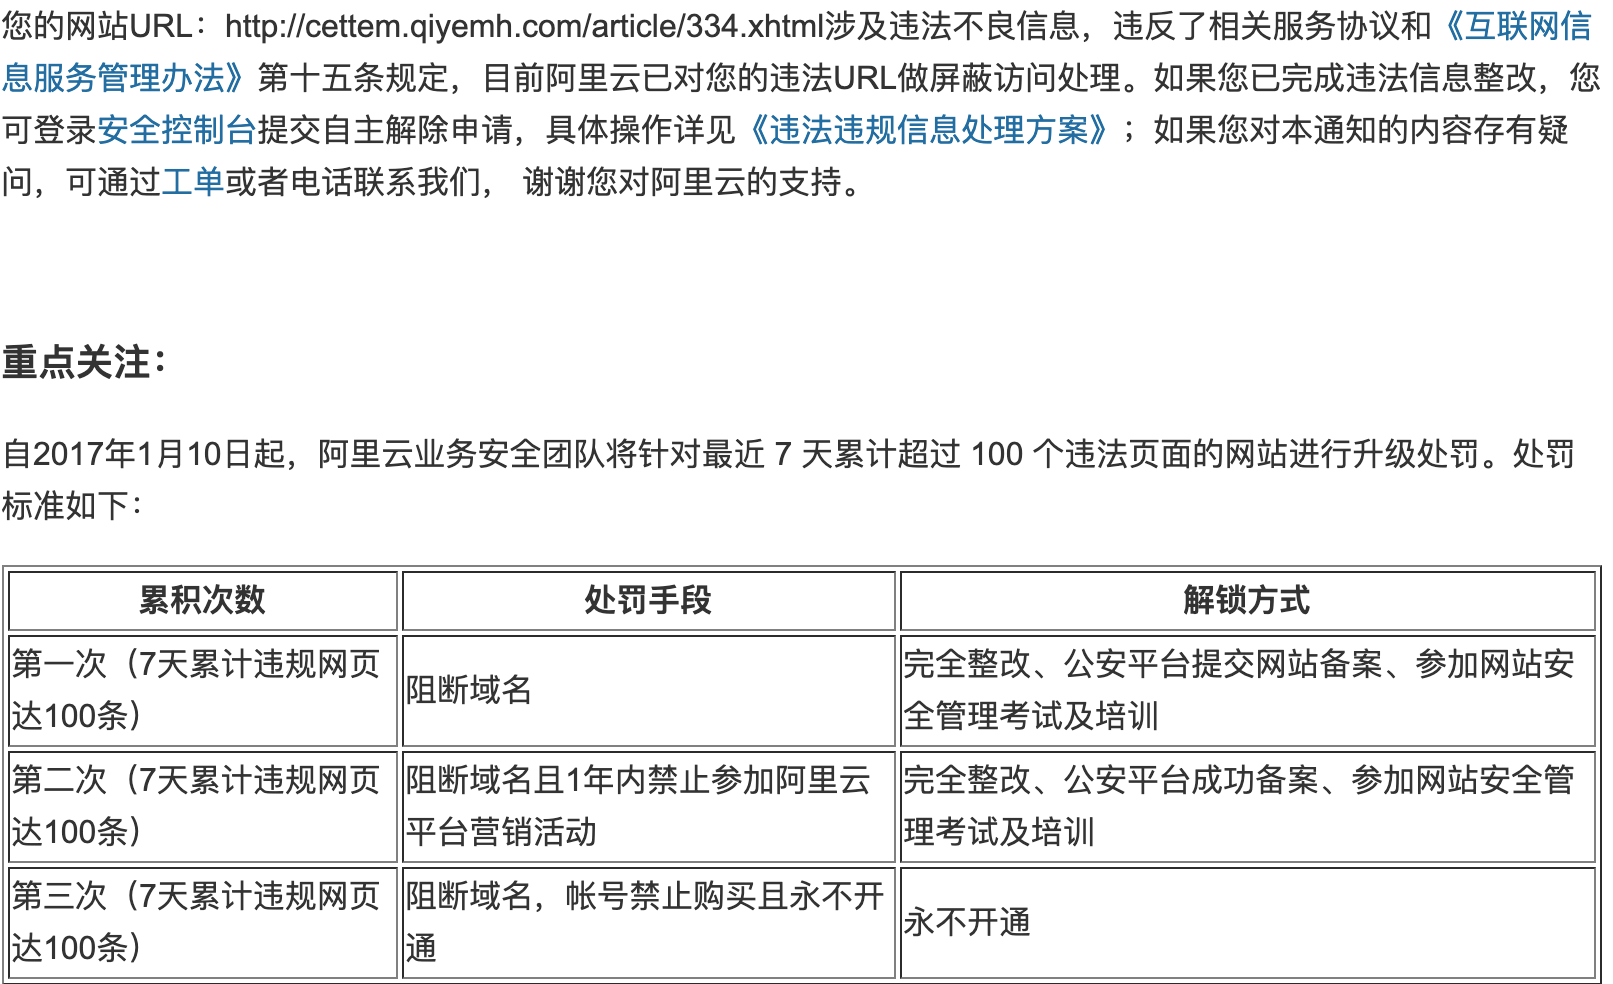 您的网站URL：http://cettem.qiyemh.com/article/334.xhtml涉及违法不良信息，违反了相关服务协议和《互联网信
息服务管理办法》第十五条规定，目前阿里云已对您的违法URL做屏蔽访问处理。如果您已完成违法信息整改，您
可登录安全控制台提交自主解除申请，具体操作详见《违法违规信息处理方案》；如果您对本通知的内容存有疑
问，可通过工单或者电话联系我们， 谢谢您对阿里云的支持。
重点关注：
自2017年1月10日起，阿里云业务安全团队将针对最近 7 天累计超过 100 个违法页面的网站进行升级处罚。处罚
标准如下：
累积次数 处罚手段 解锁方式
第一次（7天累计违规网页
达100条）
阻断域名
完全整改、公安平台提交网站备案、参加网站安
全管理考试及培训
第二次（7天累计违规网页
达100条）
阻断域名且1年内禁止参加阿里云
平台营销活动
完全整改、公安平台成功备案、参加网站安全管
理考试及培训
第三次（7天累计违规网页
达100条）
阻断域名，帐号禁止购买且永不开
通
永不开通